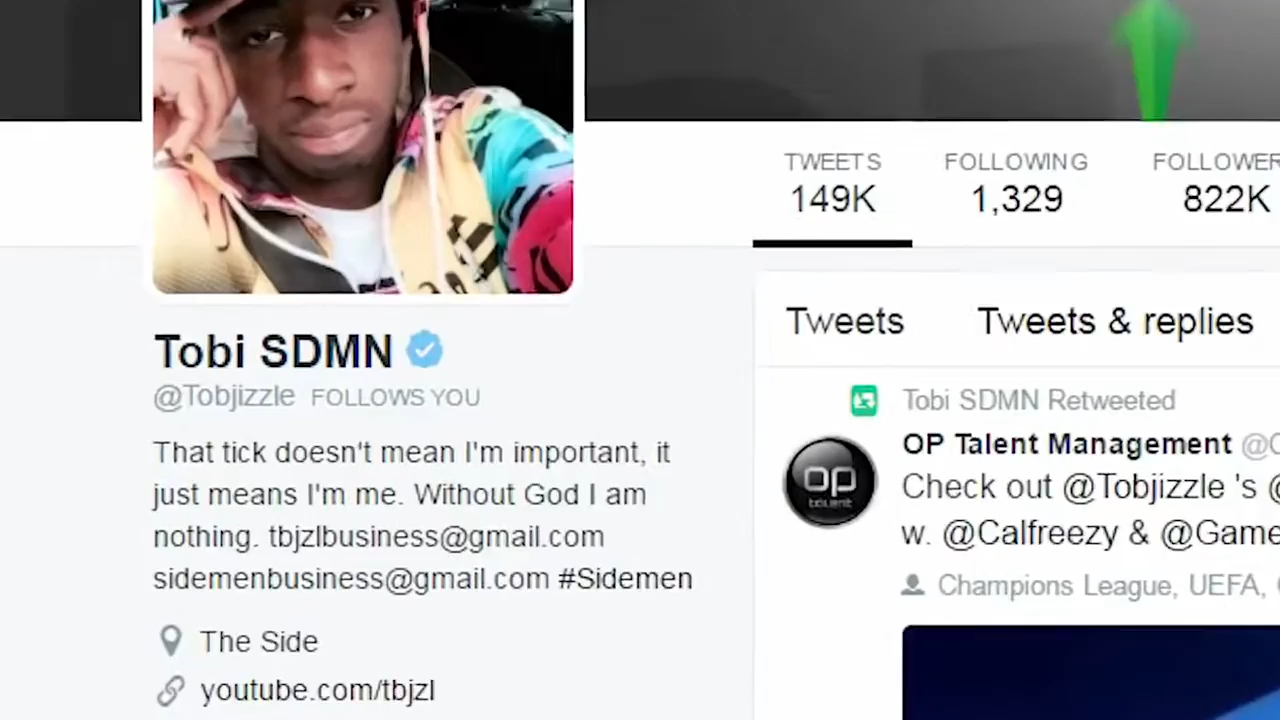 TWEETS FOLLOWING FOLLOWER
149K 1,329 822K
Tobi SDMN
@Tobjizzle FOLLOWS YOU
That tick doesn't mean I'm important, it
just means I'm me. Without God I am
nothing. tbjzlbusiness@gmail.com
sidemenbusiness@gmail.com #Sidemen
The Side
youtube.com/tbjzl
Tweets Tweets & replies
Tobi SDMN Retweeted
OP Talent Management
op
talent
Check out @Tobjizzle 's @
w. @Calfreezy & @Game
Champions League, UEFA,